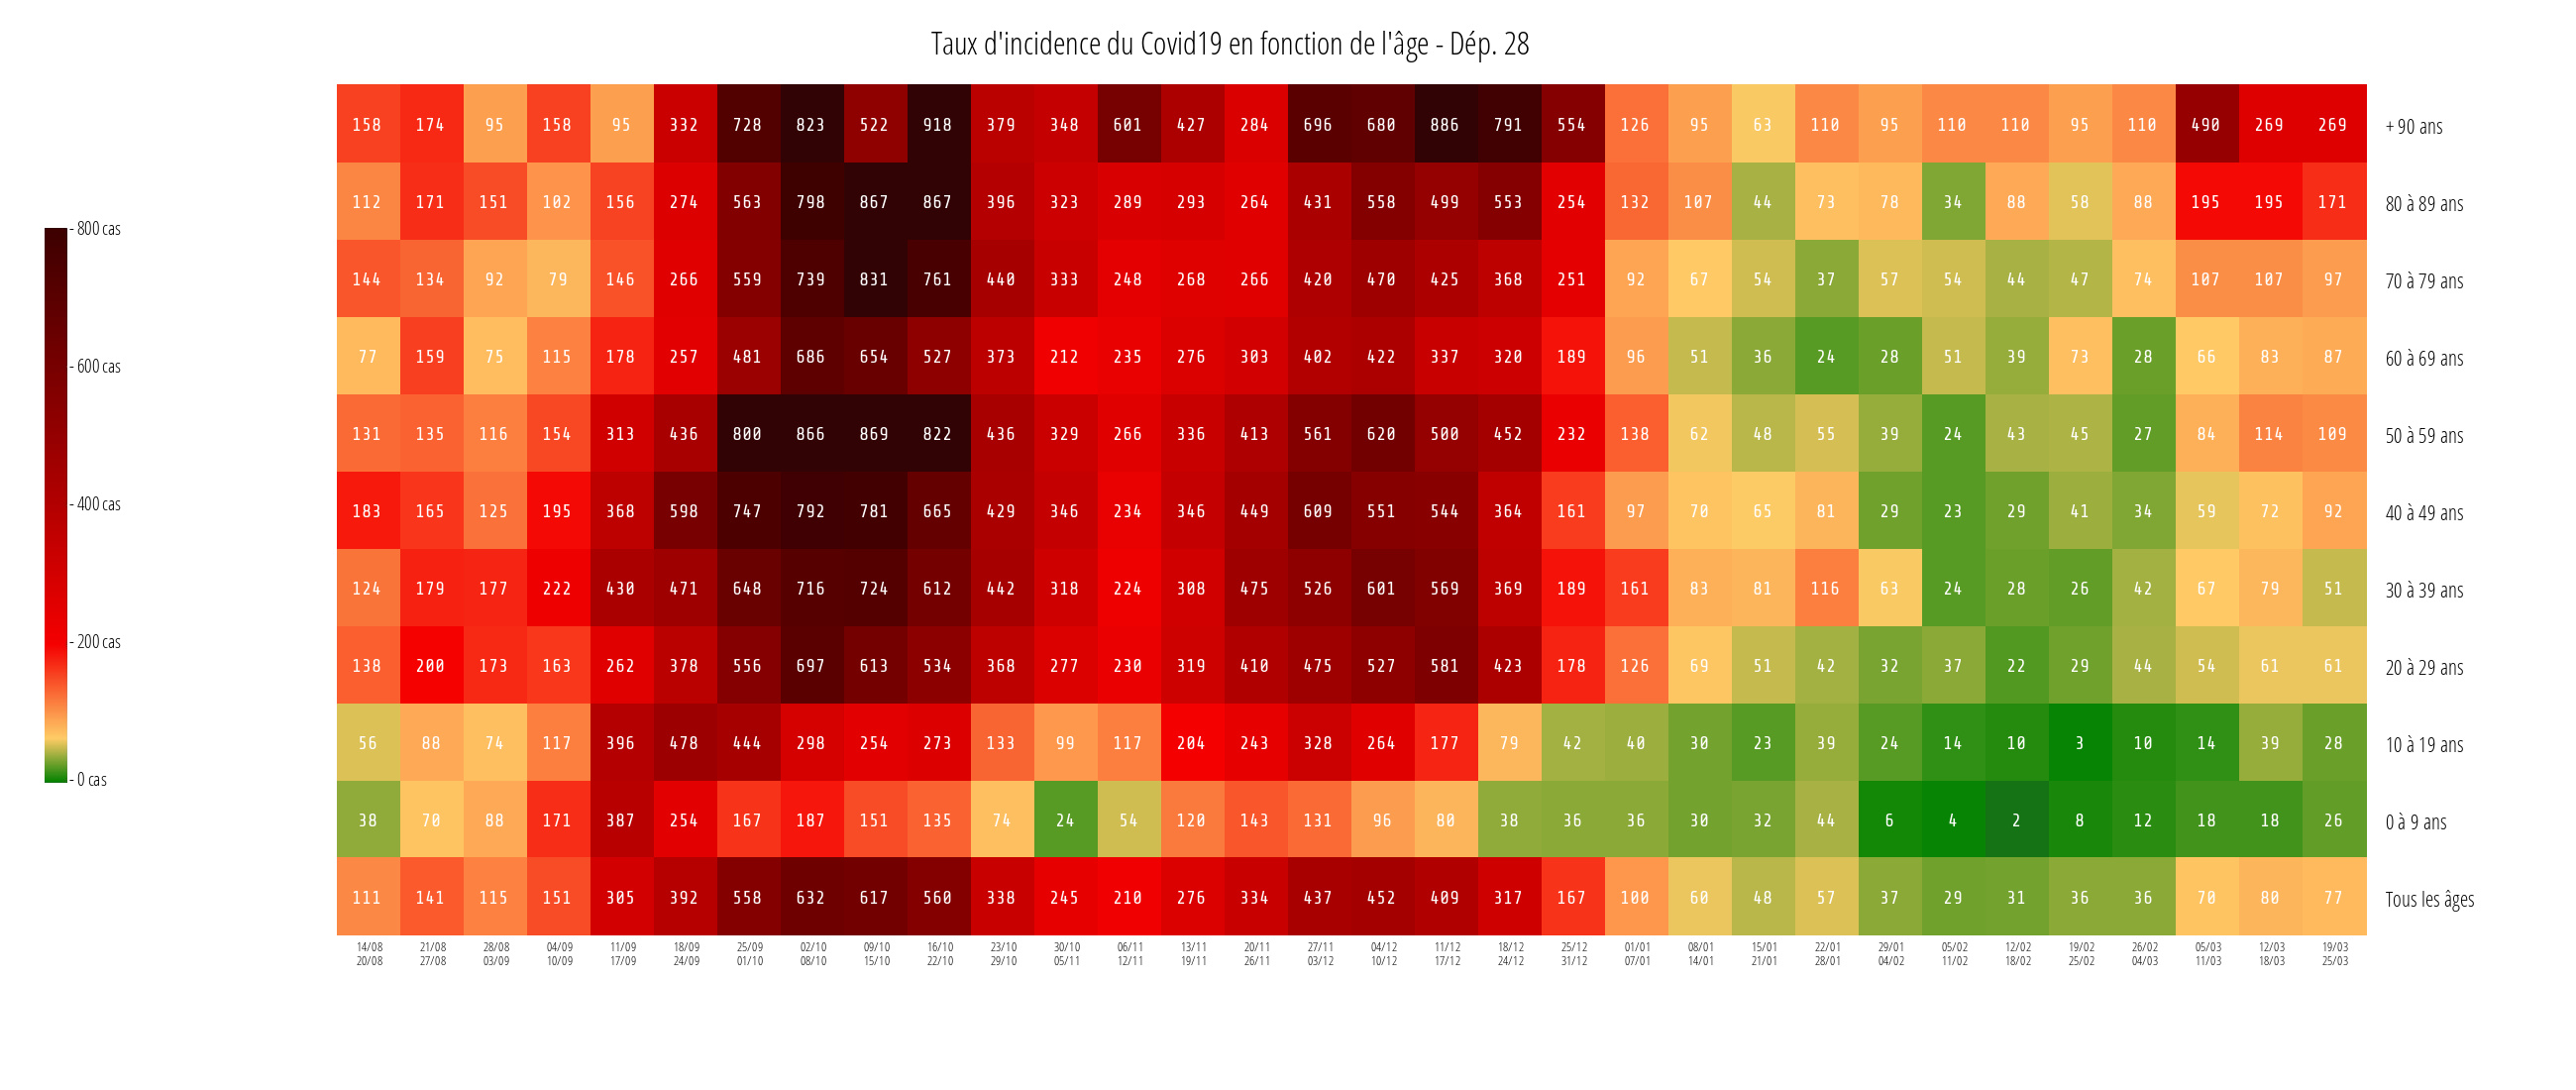 Taux d'incidence du Covid19 en fonction de l'âge - Dép. 28
158 174 95 158 95 332 728 823 522 918 379 348 601 427 284 696 680 886 791 554 126 95 63 110 95 110 110 95 110 490 269 269 + 90 ans
112 171 151 102 156 274 563 798 867 867 396 323 289 293 264 431 558 499 553 254 132 107 44 73 78 34 88 58 88 195 195 171 80 à 89 ans
- 800 cas
144 134 92 79 146 266 559 739 831 761 440 333 248 268 266 420 470 425 368 251 92 67 54 37 57 54 44 47 74 107 107 97 70 à 79 ans
77 159 75 115 178 257 481 686 654 527 373 212 235 276 303 402 422 337 320 189 96 51 36 24 28 51 39 73 28 66 83 87 60 à 69 ans
- 600 cas
131 135 116 154 313 436 800 866 869 822 436 329 266 336 413 561 620 500 452 232 138 62 48 55 39 24 43 45 27 84 114 109 50 à 59 ans
- 400 cas
183 165 125 195 368 598 747 792 781 665 429 346 234 346 449 609 551 544 364 161 97 70 65 81 29 23 29 41 34 59 72 92 40 à 49 ans
124 179 177 222 430 471 648 716 724 612 442 318 224 308 475 526 601 569 369 189 161 83 81 116 63 24 28 26 42 67 79 51 30 à 39 ans
- 200 cas
138 200 173 163 262 378 556 697 613 534 368 277 230 319 410 475 527 581 423 178 126 69 51 42 32 37 22 29 44 54 61 61 20 à 29 ans
56 88 74 117 396 478 444 298 254 273 133 99 117 204 243 328 264 177 79 42 40 30 23 39 24 14 10 3 10 14 39 28 10 à 19 ans
- 0 cas
38 70 88 171 387 254 167 187 151 135 74 24 54 120 143 131 96 80 38 36 36 30 32 44 6 4 2 8 12 18 18 26 0 à 9 ans
111 141 115 151 305 392 558 632 617 560 338 245 210 276 334 437 452 409 317 167 100 60 48 57 37 29 31 36 36 70 80 77 Tous les âges
14/08 21/08 28/08 04/09 11/09 18/09 25/09 02/10 09/10 16/10 23/10 30/10 06/11 13/11 20/11 27/11 04/12 11/12 18/12 25/12 01/01 08/01 15/01 22/01 29/01 05/02 12/02 19/02 26/02 05/03 12/03 19/03
20/08 27/08 03/09 10/09 17/09 24/09 01/10 08/10 15/10 22/10 29/10 05/11 12/11 19/11 26/11 03/12 10/12 17/12 24/12 31/12 07/01 14/01 21/01 28/01 04/02 11/02 18/02 25/02 04/03 11/03 18/03 25/03